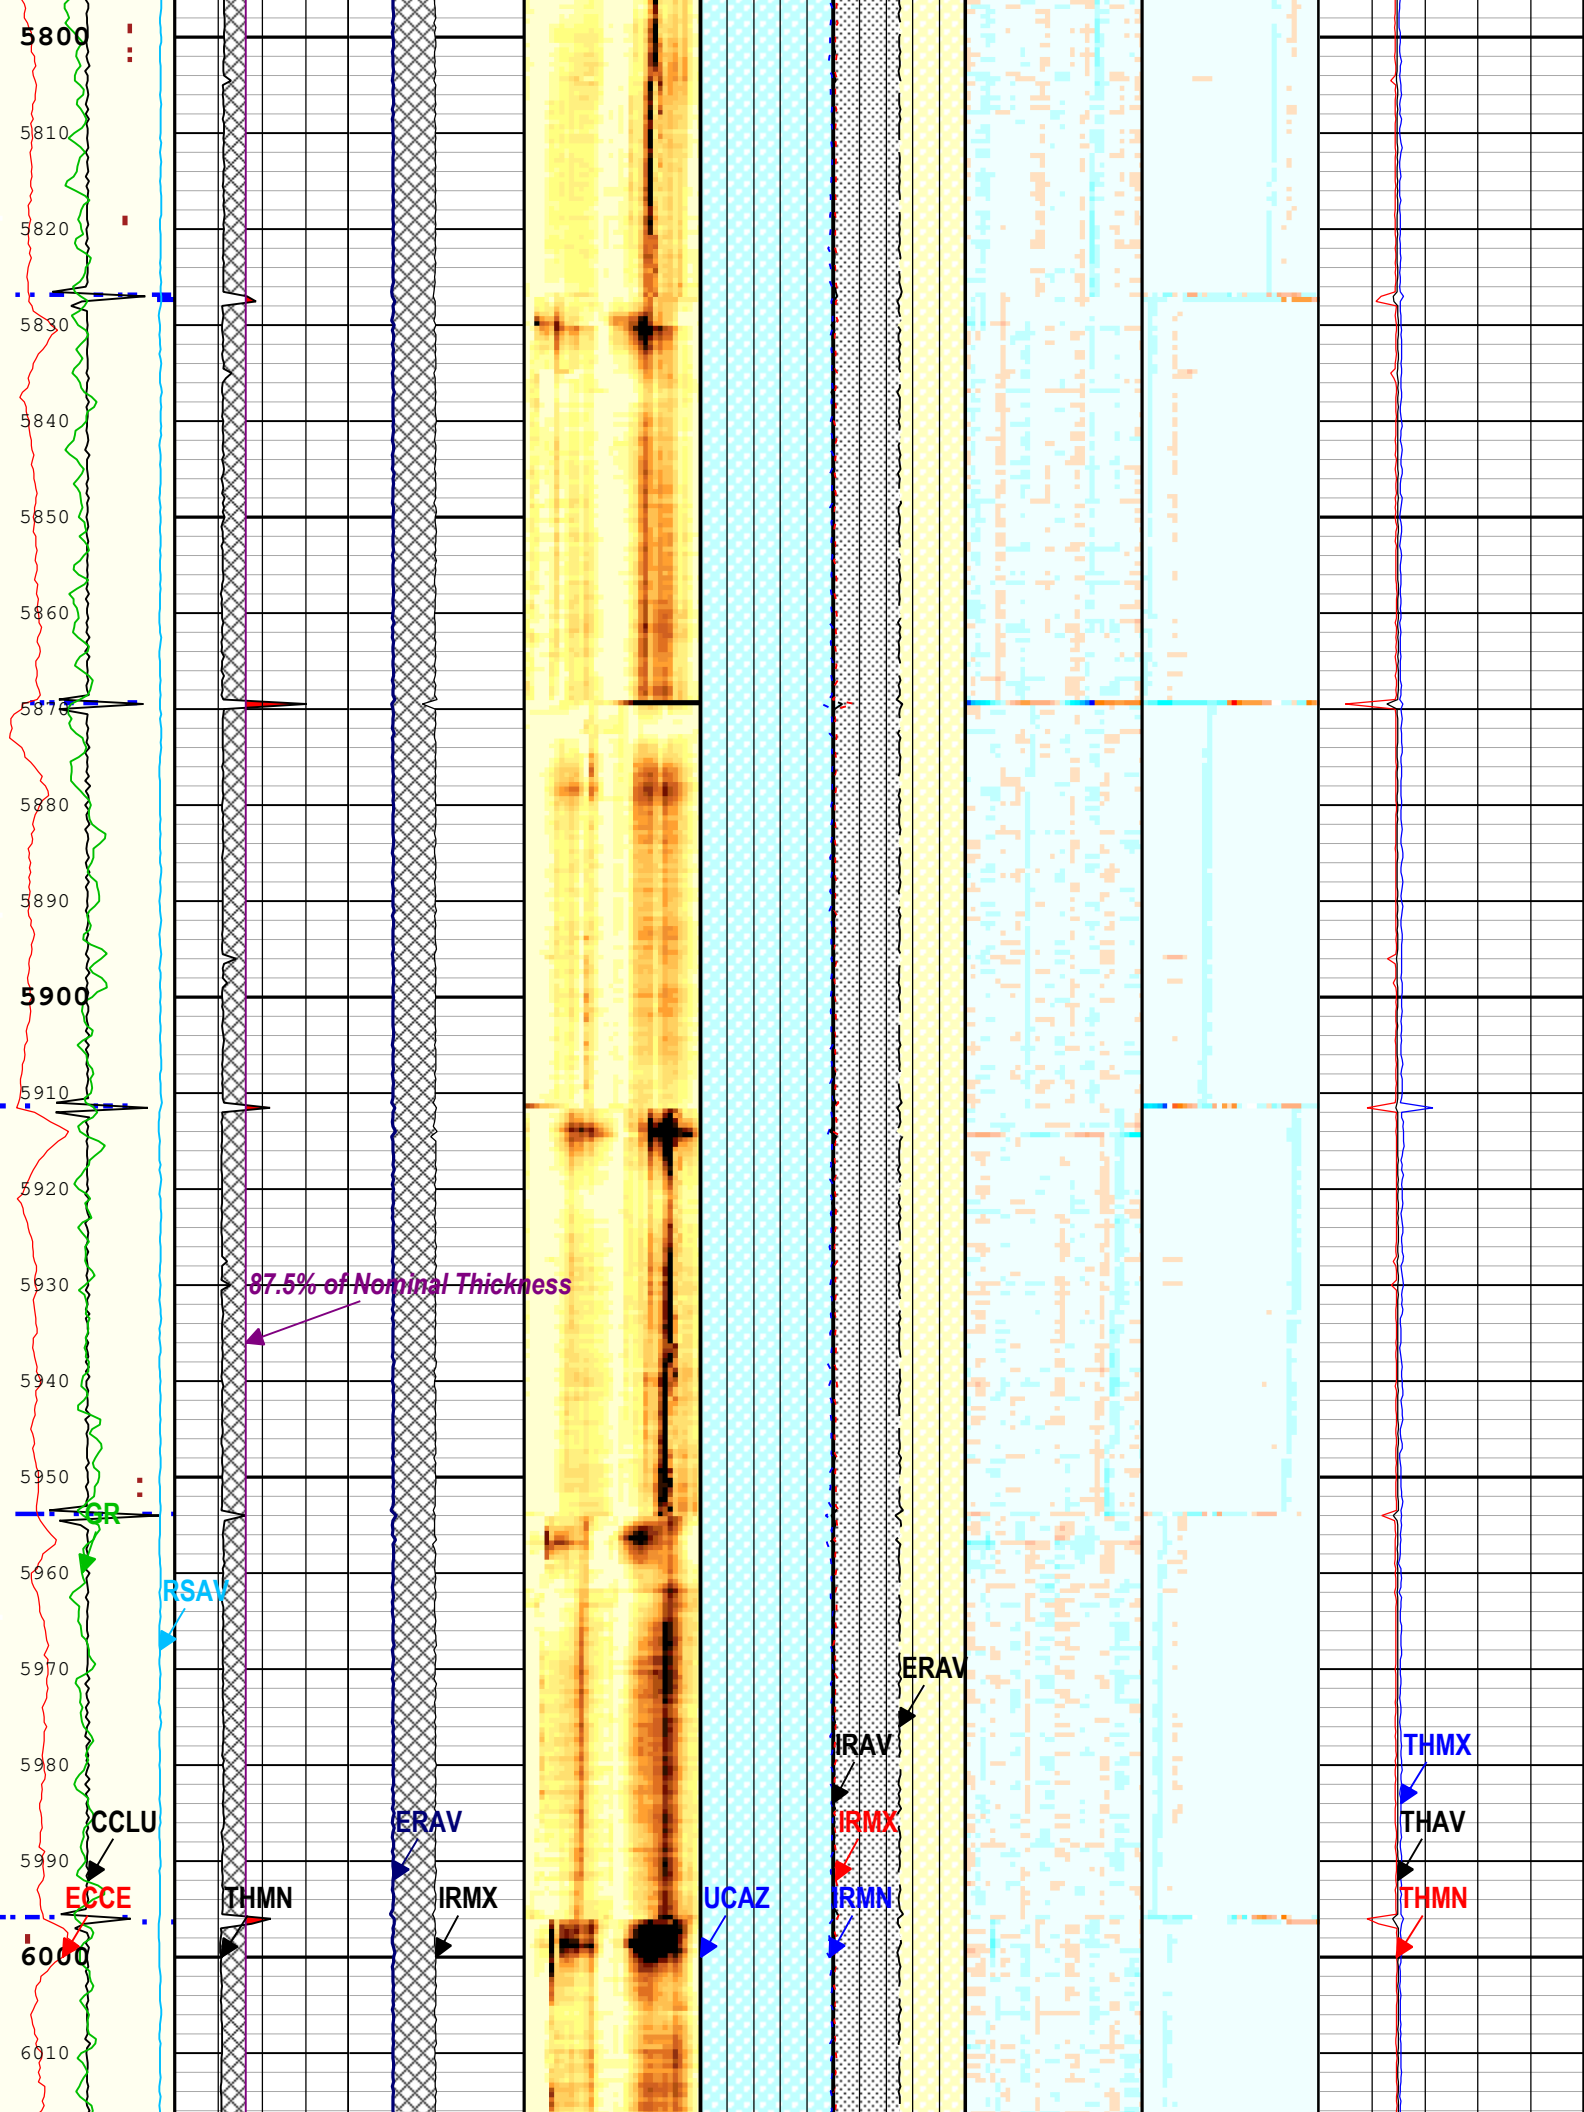 5800
5810
5820
5830
5840
5850
5860
5870
5880
5890
5900
5910
5920
87.5% of Nominal Thickness
5930
5940
5950
GR
5960
RSAV
5970
ERAV
IRAV
THMX
5980
CCLU
ERAV
IRMX
THAV
5990
ECCE
THMN
IRMX
UCAZ
IRMN
THMN
6000
6010